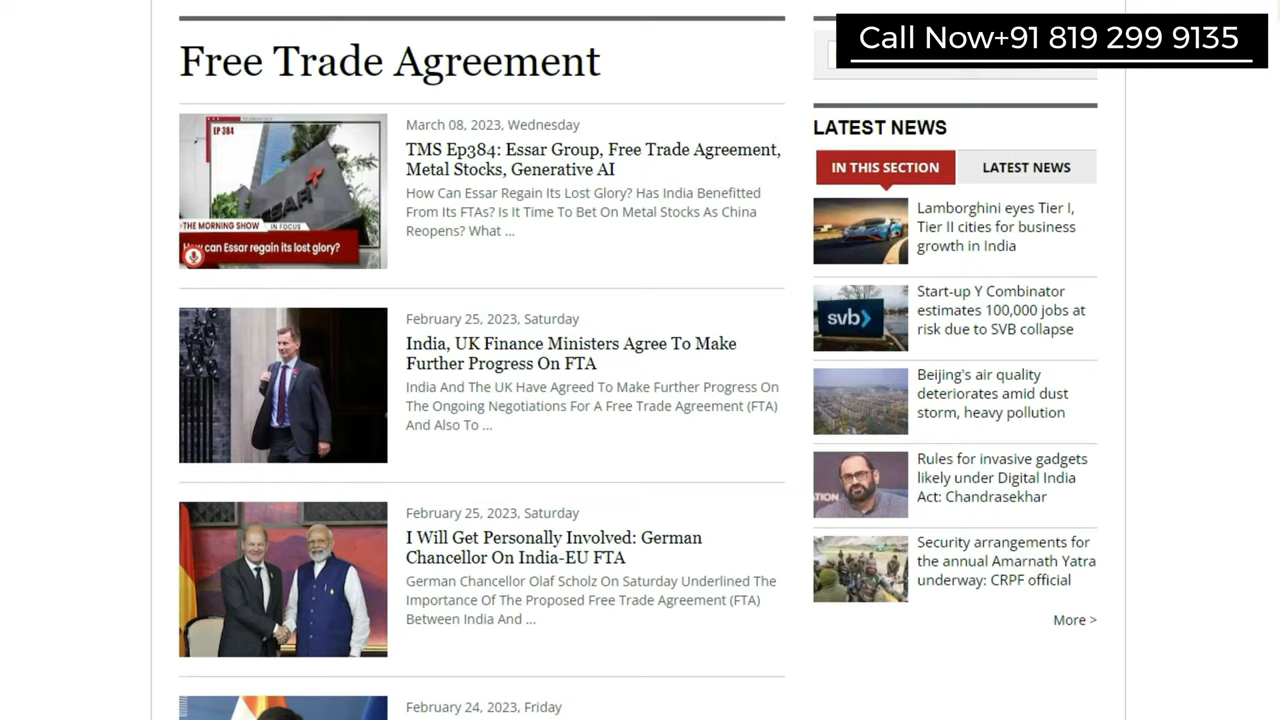 Call Now+91 819 299 9135
Free Trade Agreement
EP 384
ESSAR
THE MORNING SHOW
IN FOCUS
How can Essar regain its lost glory?
March 08, 2023, Wednesday
TMS Ep384: Essar Group, Free Trade Agreement,
Metal Stocks, Generative AI
How Can Essar Regain Its Lost Glory? Has India Benefitted
From Its FTAs? Is It Time To Bet On Metal Stocks As China
Reopens? What ...
February 25, 2023, Saturday
India, UK Finance Ministers Agree To Make
Further Progress On FTA
India And The UK Have Agreed To Make Further Progress On
The Ongoing Negotiations For A Free Trade Agreement (FTA)
And Also To ...
February 25, 2023, Saturday
I Will Get Personally Involved: German
Chancellor On India-EU FTA
German Chancellor Olaf Scholz On Saturday Underlined The
Importance Of The Proposed Free Trade Agreement (FTA)
Between India And ...
February 24, 2023, Friday
LATEST NEWS
IN THIS SECTION
LATEST NEWS
Lamborghini eyes Tier I,
Tier II cities for business
growth in India
svb>
Start-up Y Combinator
estimates 100,000 jobs at
risk due to SVB collapse
Beijing's air quality
deteriorates amid dust
storm, heavy pollution
ATION
Rules for invasive gadgets
likely under Digital India
Act: Chandrasekhar
Security arrangements for
the annual Amarnath Yatra
underway: CRPF official
More >